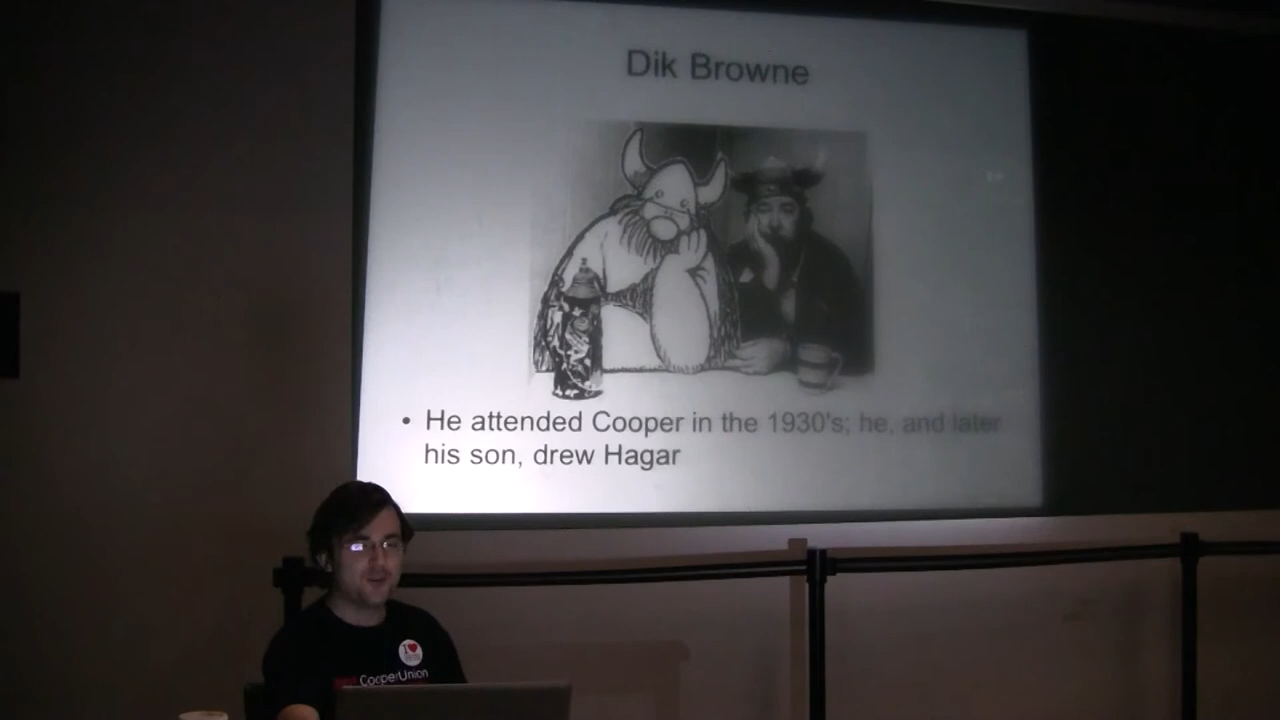 Dik Browne
• He attended Cooper in the 1930's; he, and later
his son, drew Hagar
I ❤
CooperUnion